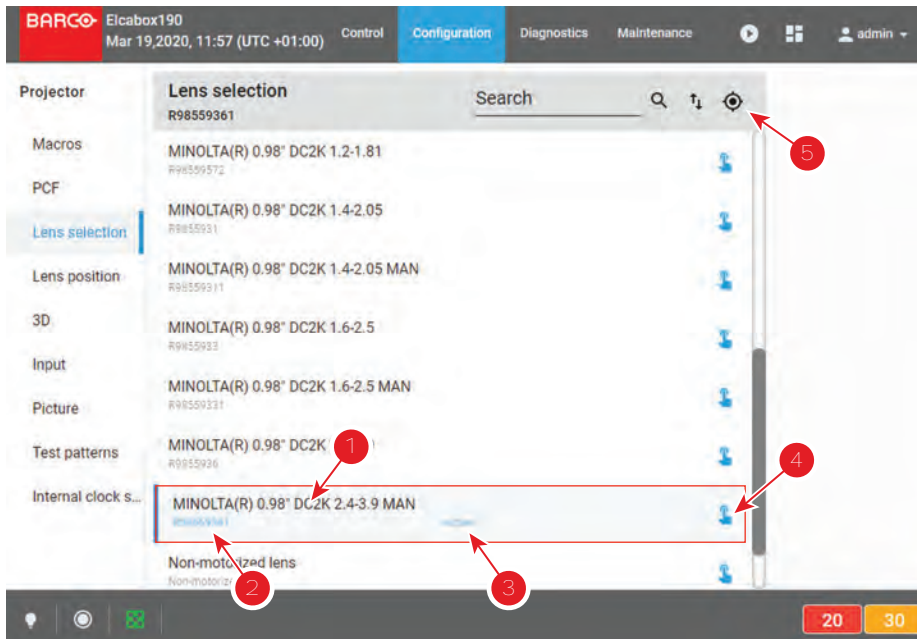 BARCO Elcabox190
Mar 19,2020, 11:57 (UTC +01:00)
Control Configuration Diagnostics Maintenance admin
Projector
Macros
PCF
Lens selection
Lens position
3D
Input
Picture
Test patterns
Internal clock s...
Lens selection
R98559361
Search
5
MINOLTA(R) 0.98" DC2K 1.2-1.81
R98559572
MINOLTA(R) 0.98" DC2K 1.4-2.05
R9855931
MINOLTA(R) 0.98" DC2K 1.4-2.05 MAN
R98559311
MINOLTA(R) 0.98" DC2K 1.6-2.5
R9855933
MINOLTA(R) 0.98" DC2K 1.6-2.5 MAN
R98559331
MINOLTA(R) 0.98" DC2K
1
R9855936
4
MINOLTA(R) 0.98" DC2K 2.4-3.9 MAN
Non-motorized lens
2
3
20 30